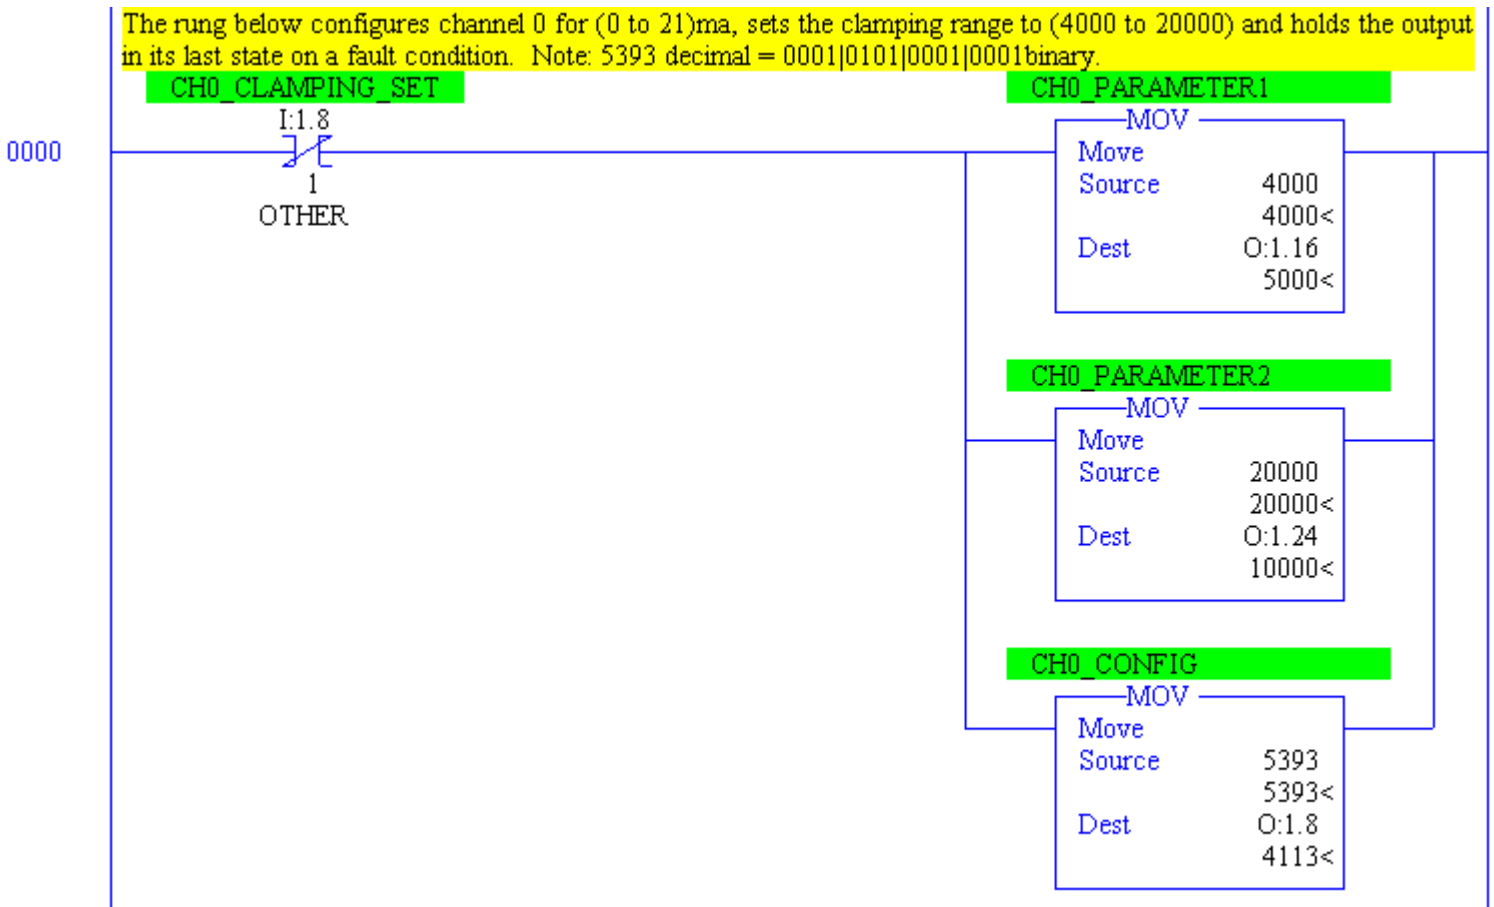 The rung below configures channel 0 for (0 to 21)ma, sets the clamping range to (4000 to 20000) and holds the output
in its last state on a fault condition.  Note: 5393 decimal = 0001|0101|0001|0001binary.
CH0_CLAMPING_SET
I:1.8
0000
1
OTHER
CH0_PARAMETER1
MOV
Move
Source 4000
4000<
Dest O:1.16
5000<
CH0_PARAMETER2
MOV
Move
Source 20000
20000<
Dest O:1.24
10000<
CH0_CONFIG
MOV
Move
Source 5393
5393<
Dest O:1.8
4113<